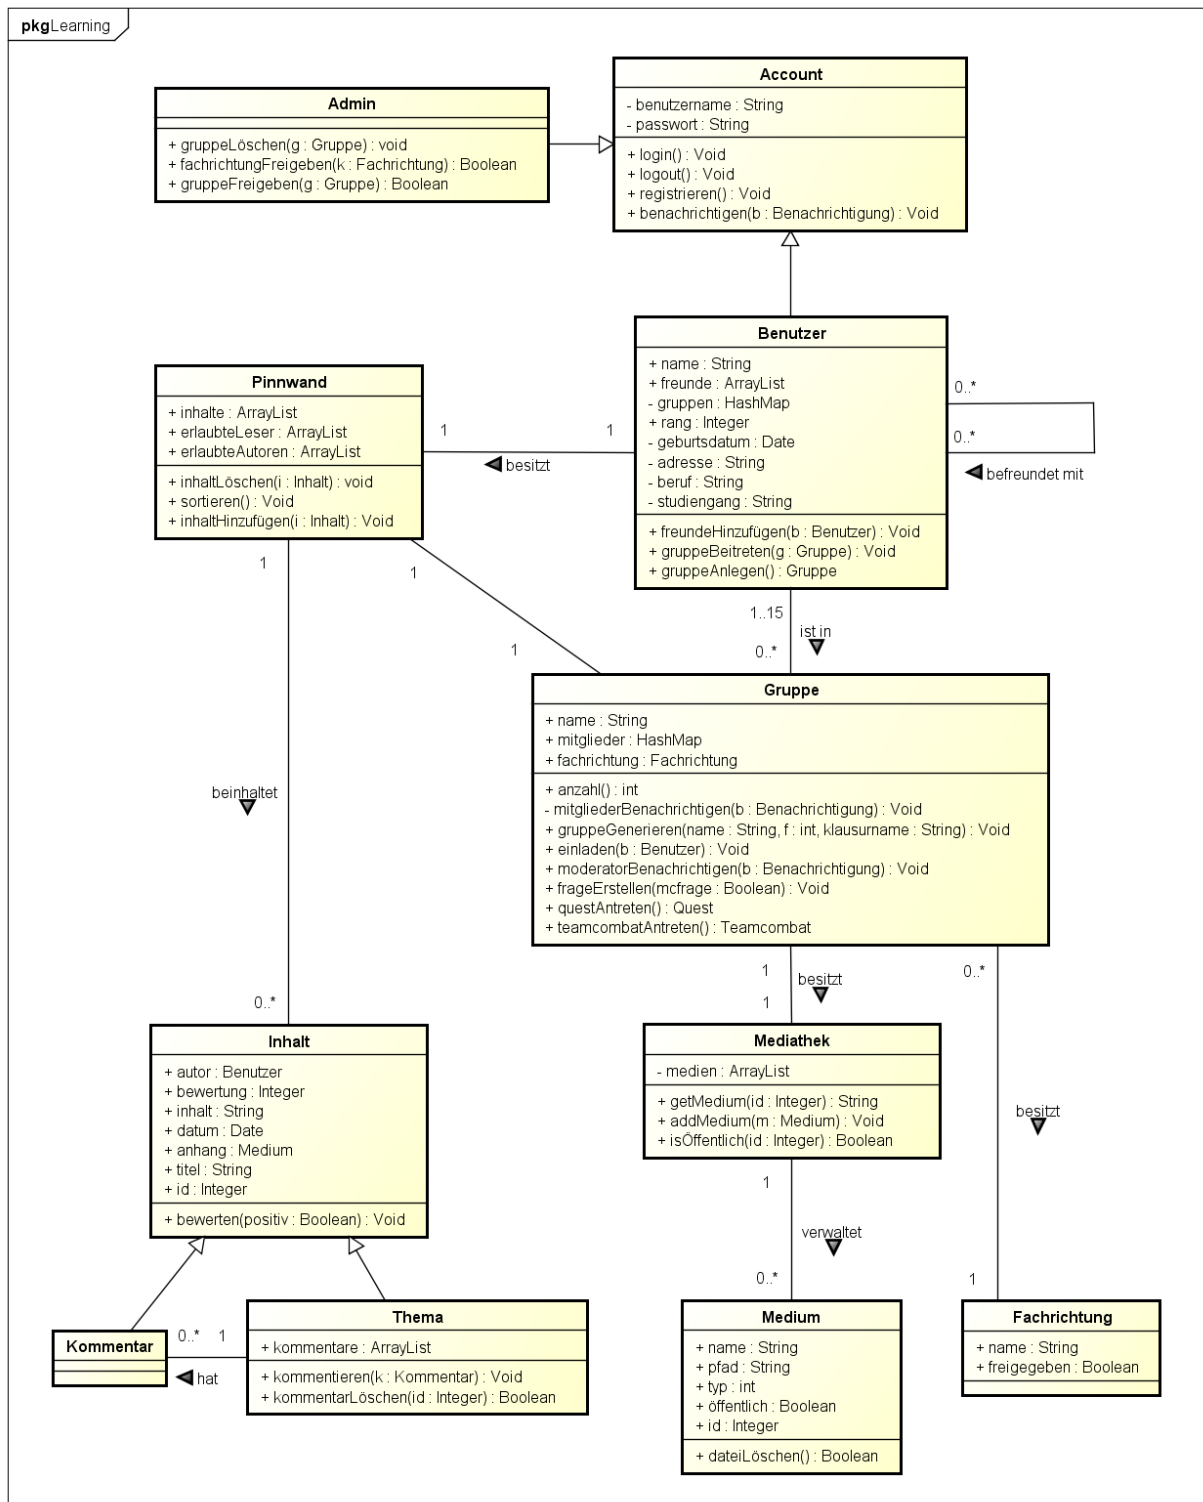 pkgLearning
Account
- benutzername : String
- passwort : String
+ login() : Void
+ logout() : Void
+ registrieren() : Void
+ benachrichtigen(b : Benachrichtigung) : Void
Admin
+ gruppeLöschen(g : Gruppe) : void
+ fachrichtungFreigeben(k : Fachrichtung) : Boolean
+ gruppeFreigeben(g : Gruppe) : Boolean
Benutzer
+ name : String
+ freunde : ArrayList
- gruppen : HashMap
+ rang : Integer
- geburtsdatum : Date
- adresse : String
- beruf : String
- studiengang : String
+ freundeHinzufügen(b : Benutzer) : Void
+ gruppeBeitreten(g : Gruppe) : Void
+ gruppeAnlegen() : Gruppe
0..*
0..*
befreundet mit
Pinnwand
+ inhalte : ArrayList
+ erlaubteLeser : ArrayList
+ erlaubteAutoren : ArrayList
+ inhaltLöschen(i : Inhalt) : void
+ sortieren() : Void
+ inhaltHinzufügen(i : Inhalt) : Void
1
1
besitzt
1
1
1
1..15
ist in
0..*
Gruppe
+ name : String
+ mitglieder : HashMap
+ fachrichtung : Fachrichtung
+ anzahl() : int
- mitgliederBenachrichtigen(b : Benachrichtigung) : Void
+ gruppeGenerieren(name : String, f : int, klausurname : String) : Void
+ einladen(b : Benutzer) : Void
+ moderatorBenachrichtigen(b : Benachrichtigung) : Void
+ frageErstellen(mcfrage : Boolean) : Void
+ questAntreten() : Quest
+ teamcombatAntreten() : Teamcombat
beinhaltet
0..*
1
besitzt
1
0..*
besitzt
1
Inhalt
+ autor : Benutzer
+ bewertung : Integer
+ inhalt : String
+ datum : Date
+ anhang : Medium
+ titel : String
+ id : Integer
+ bewerten(positiv : Boolean) : Void
Mediathek
- medien : ArrayList
+ getMedium(id : Integer) : String
+ addMedium(m : Medium) : Void
+ isÖffentlich(id : Integer) : Boolean
1
verwaltet
0..*
Kommentar
0..*
1
hat
Thema
+ kommentare : ArrayList
+ kommentieren(k : Kommentar) : Void
+ kommentarLöschen(id : Integer) : Boolean
Medium
+ name : String
+ pfad : String
+ typ : int
+ öffentlich : Boolean
+ id : Integer
+ dateiLöschen() : Boolean
Fachrichtung
+ name : String
+ freigegeben : Boolean